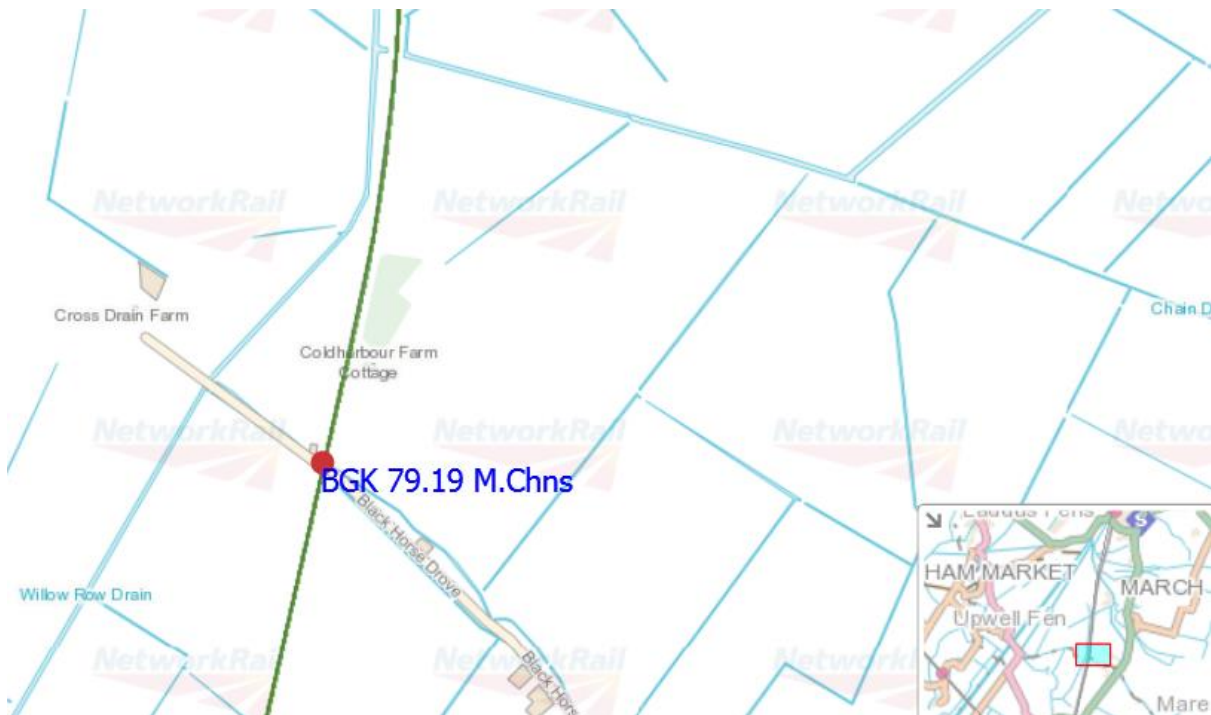 NetworkRail
NetworkRail
NetworkRail
Cross Drain Farm
Chain D
Coldharbour Farm
Cottage
NetworkRail
NetworkRail
NetworkRail
BGK 79.19 M.Chns
Black Horse Drove
Willow Row Drain
NetworkRail
NetworkRail
Black Hor
S
HAM MARKET
MARCH
Upwell Fen
Mare